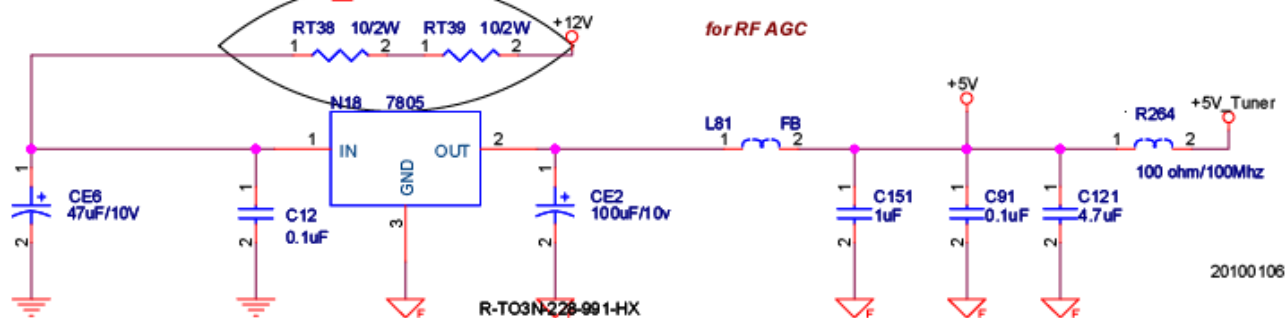 RT38 10/2W RT39 10/2W +12V
for RF AGC
1 2 1 2
N18 7805
+5V
+5V_Tuner
L81 FB
R264
1 IN OUT 2
1 2
1 2
100 ohm/100Mhz
GND
1 + CE6 47uF/10V 2
1 C12 0.1uF 2
3
1 + CE2 100uF/10v 2
1 C151 1uF 2
1 C91 0.1uF 2
1 C121 4.7uF 2
20100106
R-TO3N-228-991-HX
F F F F F